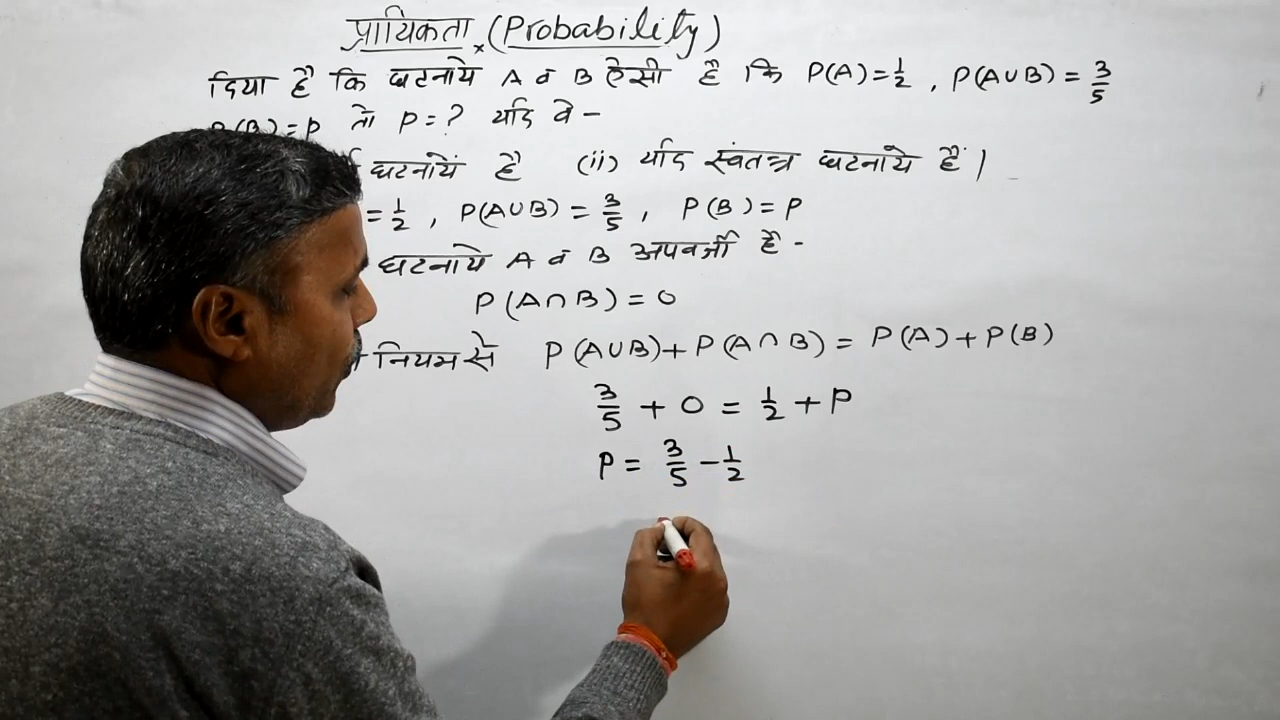 प्रायिकता (Probability)
दिया है कि घटनाये A व B ऐसी है कि P(A)=1/2 , P(A∪B) = 3/5
P(B)=p तो p=? यदि वे -
घटनायें है (ii) यदि स्वंतत्र घटनाये हैं।
= 1/2 , P(A∪B) = 3/5 , P(B)=P
घटनाये A व B अपवर्जी है -
P(A∩B)=0
नियम से P(A∪B)+P(A∩B)= P(A)+P(B)
3/5 + 0 = 1/2 + P
P = 3/5 - 1/2